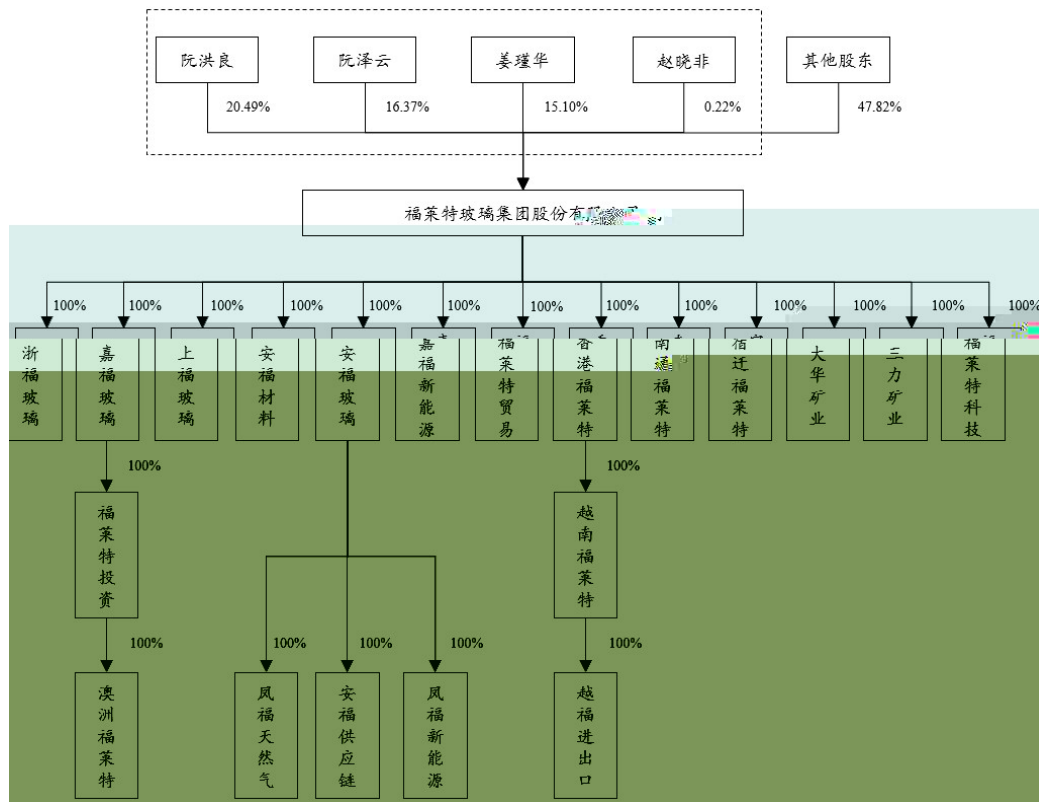 阮洪良
阮泽云
姜瑾华
赵晓非
其他股东
20.49%
16.37%
15.10%
0.22%
47.82%
福莱特玻璃集团股份有
100%
100%
100%
100%
100%
100%
100%
100%
100%
100%
100%
100%
100%
浙福玻璃
嘉福玻璃
上福玻璃
安福材料
安福玻璃
嘉福新能源
福莱特贸易
香港福莱特
南通福莱特
宿迁福莱特
大华矿业
三力矿业
福莱特科技
100%
100%
福莱特投资
越南福莱特
100%
100%
100%
100%
100%
澳洲福莱特
凤福天然气
安福供应链
凤福新能源
越福进出口